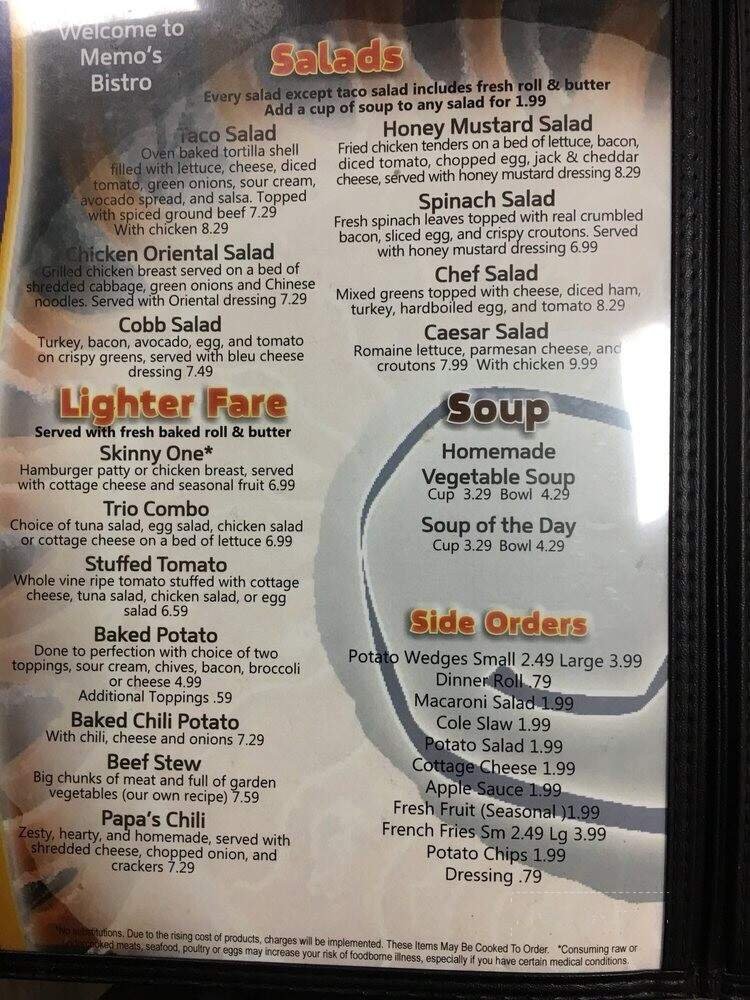 Welcome to
Memo's
Bistro
Salads
Every salad except taco salad includes fresh roll & butter
Add a cup of soup to any salad for 1.99
Taco Salad
Oven baked tortilla shell
filled with lettuce, cheese, diced
tomato, green onions, sour cream,
avocado spread, and salsa. Topped
with spiced ground beef 7.29
With chicken 8.29
Chicken Oriental Salad
Grilled chicken breast served on a bed of
shredded cabbage, green onions and Chinese
noodles. Served with Oriental dressing 7.29
Cobb Salad
Turkey, bacon, avocado, egg, and tomato
on crispy greens, served with bleu cheese
dressing 7.49
Honey Mustard Salad
Fried chicken tenders on a bed of lettuce, bacon,
diced tomato, chopped egg, jack & cheddar
cheese, served with honey mustard dressing 8.29
Spinach Salad
Fresh spinach leaves topped with real crumbled
bacon, sliced egg, and crispy croutons. Served
with honey mustard dressing 6.99
Chef Salad
Mixed greens topped with cheese, diced ham,
turkey, hardboiled egg, and tomato 8.29
Caesar Salad
Romaine lettuce, parmesan cheese, and
croutons 7.99 With chicken 9.99
Lighter Fare
Served with fresh baked roll & butter
Skinny One*
Hamburger patty or chicken breast, served
with cottage cheese and seasonal fruit 6.99
Trio Combo
Choice of tuna salad, egg salad, chicken salad
or cottage cheese on a bed of lettuce 6.99
Stuffed Tomato
Whole vine ripe tomato stuffed with cottage
cheese, tuna salad, chicken salad, or egg
salad 6.59
Baked Potato
Done to perfection with choice of two
toppings, sour cream, chives, bacon, broccoli
or cheese 4.99
Additional Toppings .59
Baked Chili Potato
With chili, cheese and onions 7.29
Beef Stew
Big chunks of meat and full of garden
vegetables (our own recipe) 7.59
Papa's Chili
Zesty, hearty, and homemade, served with
shredded cheese, chopped onion, and
crackers 7.29
Soup
Homemade
Vegetable Soup
Cup 3.29 Bowl 4.29
Soup of the Day
Cup 3.29 Bowl 4.29
Side Orders
Potato Wedges Small 2.49 Large 3.99
Dinner Roll .79
Macaroni Salad 1.99
Cole Slaw 1.99
Potato Salad 1.99
Cottage Cheese 1.99
Apple Sauce 1.99
Fresh Fruit (Seasonal )1.99
French Fries Sm 2.49 Lg 3.99
Potato Chips 1.99
Dressing .79
*No substitutions. Due to the rising cost of products, charges will be implemented. These Items May Be Cooked To Order. *Consuming raw or
undercooked meats, seafood, poultry or eggs may increase your risk of foodborne illness, especially if you have certain medical conditions.